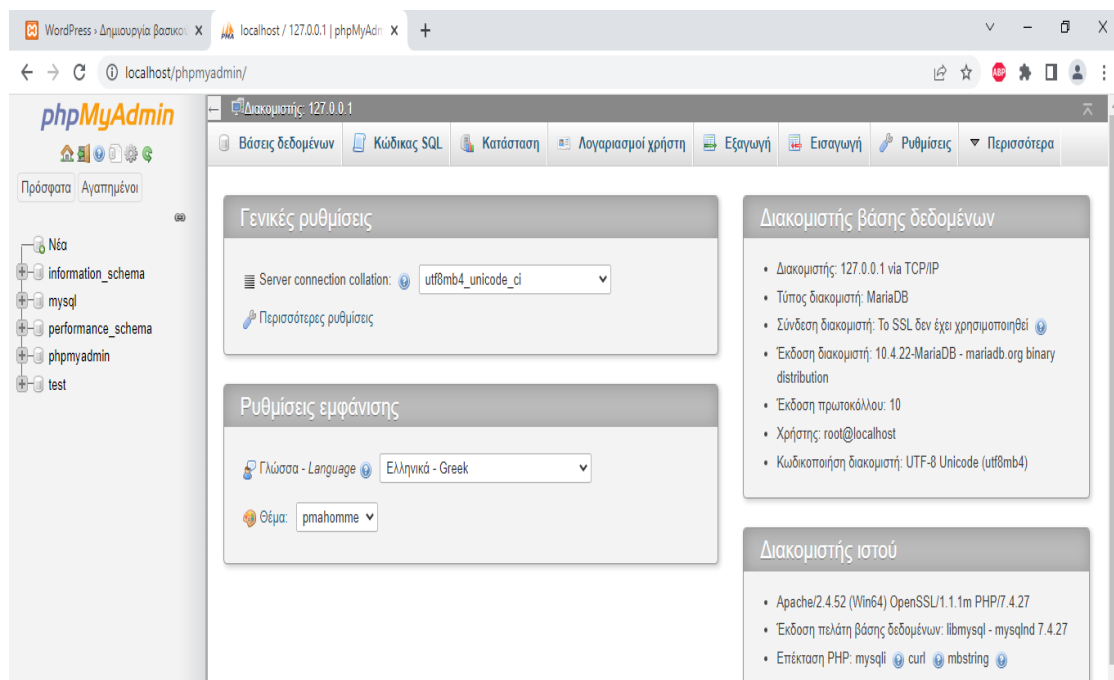 WordPress › Δημιουργία βασικο
localhost / 127.0.0.1 | phpMyAdm
localhost/phpmyadmin/
ABP
phpMyAdmin
Πρόσφατα Αγαπημένοι
Νέα
information_schema
mysql
performance_schema
phpmyadmin
test
Διακομιστής: 127.0.0.1
Βάσεις δεδομένων Κώδικας SQL Κατάσταση Λογαριασμοί χρήστη Εξαγωγή Εισαγωγή Ρυθμίσεις Περισσότερα
Γενικές ρυθμίσεις
Server connection collation: utf8mb4_unicode_ci
Περισσότερες ρυθμίσεις
Ρυθμίσεις εμφάνισης
Γλώσσα - Language Ελληνικά - Greek
Θέμα: pmahomme
Διακομιστής βάσης δεδομένων
Διακομιστής: 127.0.0.1 via TCP/IP
Τύπος διακομιστή: MariaDB
Σύνδεση διακομιστή: Το SSL δεν έχει χρησιμοποιηθεί
Έκδοση διακομιστή: 10.4.22-MariaDB - mariadb.org binary
distribution
Έκδοση πρωτοκόλλου: 10
Χρήστης: root@localhost
Κωδικοποίηση διακομιστή: UTF-8 Unicode (utf8mb4)
Διακομιστής ιστού
Apache/2.4.52 (Win64) OpenSSL/1.1.1m PHP/7.4.27
Έκδοση πελάτη βάσης δεδομένων: libmysql - mysqlnd 7.4.27
Επέκταση PHP: mysqli curl mbstring